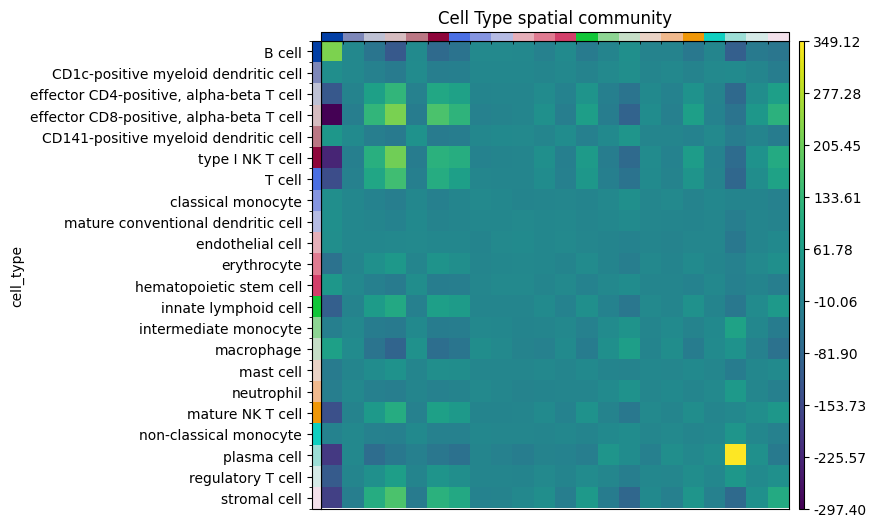 Cell Type spatial community
B cell
CD1c-positive myeloid dendritic cell
effector CD4-positive, alpha-beta T cell
effector CD8-positive, alpha-beta T cell
CD141-positive myeloid dendritic cell
type I NK T cell
T cell
classical monocyte
mature conventional dendritic cell
endothelial cell
erythrocyte
hematopoietic stem cell
innate lymphoid cell
intermediate monocyte
macrophage
mast cell
neutrophil
mature NK T cell
non-classical monocyte
plasma cell
regulatory T cell
stromal cell
cell_type
349.12
277.28
205.45
133.61
61.78
-10.06
-81.90
-153.73
-225.57
-297.40